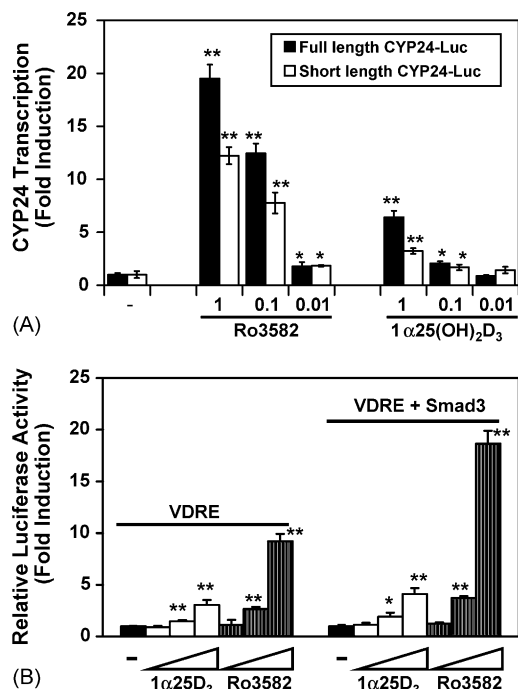 25
20
15
10
5
0
CYP24 Transcription
(Fold Induction)
Full length CYP24-Luc
Short length CYP24-Luc
**
**
**
**
* *
**
**
* *
- 1 0.1 0.01 1 0.1 0.01
Ro3582 1α25(OH)₂D₃
(A)
25
20
15
10
5
0
Relative Luciferase Activity
(Fold Induction)
VDRE + Smad3
VDRE
** ** ** **
* ** ** **
- 1α25D₃ Ro3582 - 1α25D₃ Ro3582
(B)